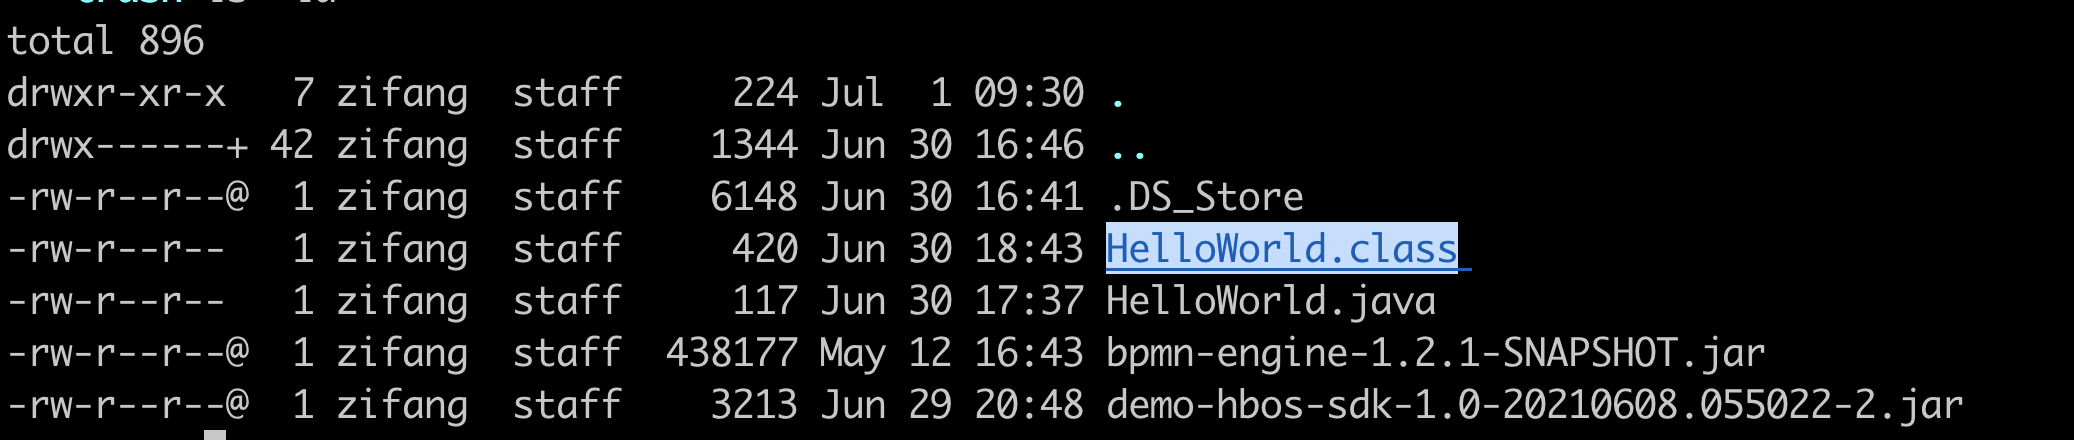 total 896
drwxr-xr-x   7 zifang  staff     224 Jul  1 09:30 .
drwx------+ 42 zifang  staff    1344 Jun 30 16:46 ..
-rw-r--r--@  1 zifang  staff    6148 Jun 30 16:41 .DS_Store
-rw-r--r--   1 zifang  staff     420 Jun 30 18:43 HelloWorld.class
-rw-r--r--   1 zifang  staff     117 Jun 30 17:37 HelloWorld.java
-rw-r--r--@  1 zifang  staff  438177 May 12 16:43 bpmn-engine-1.2.1-SNAPSHOT.jar
-rw-r--r--@  1 zifang  staff    3213 Jun 29 20:48 demo-hbos-sdk-1.0-20210608.055022-2.jar